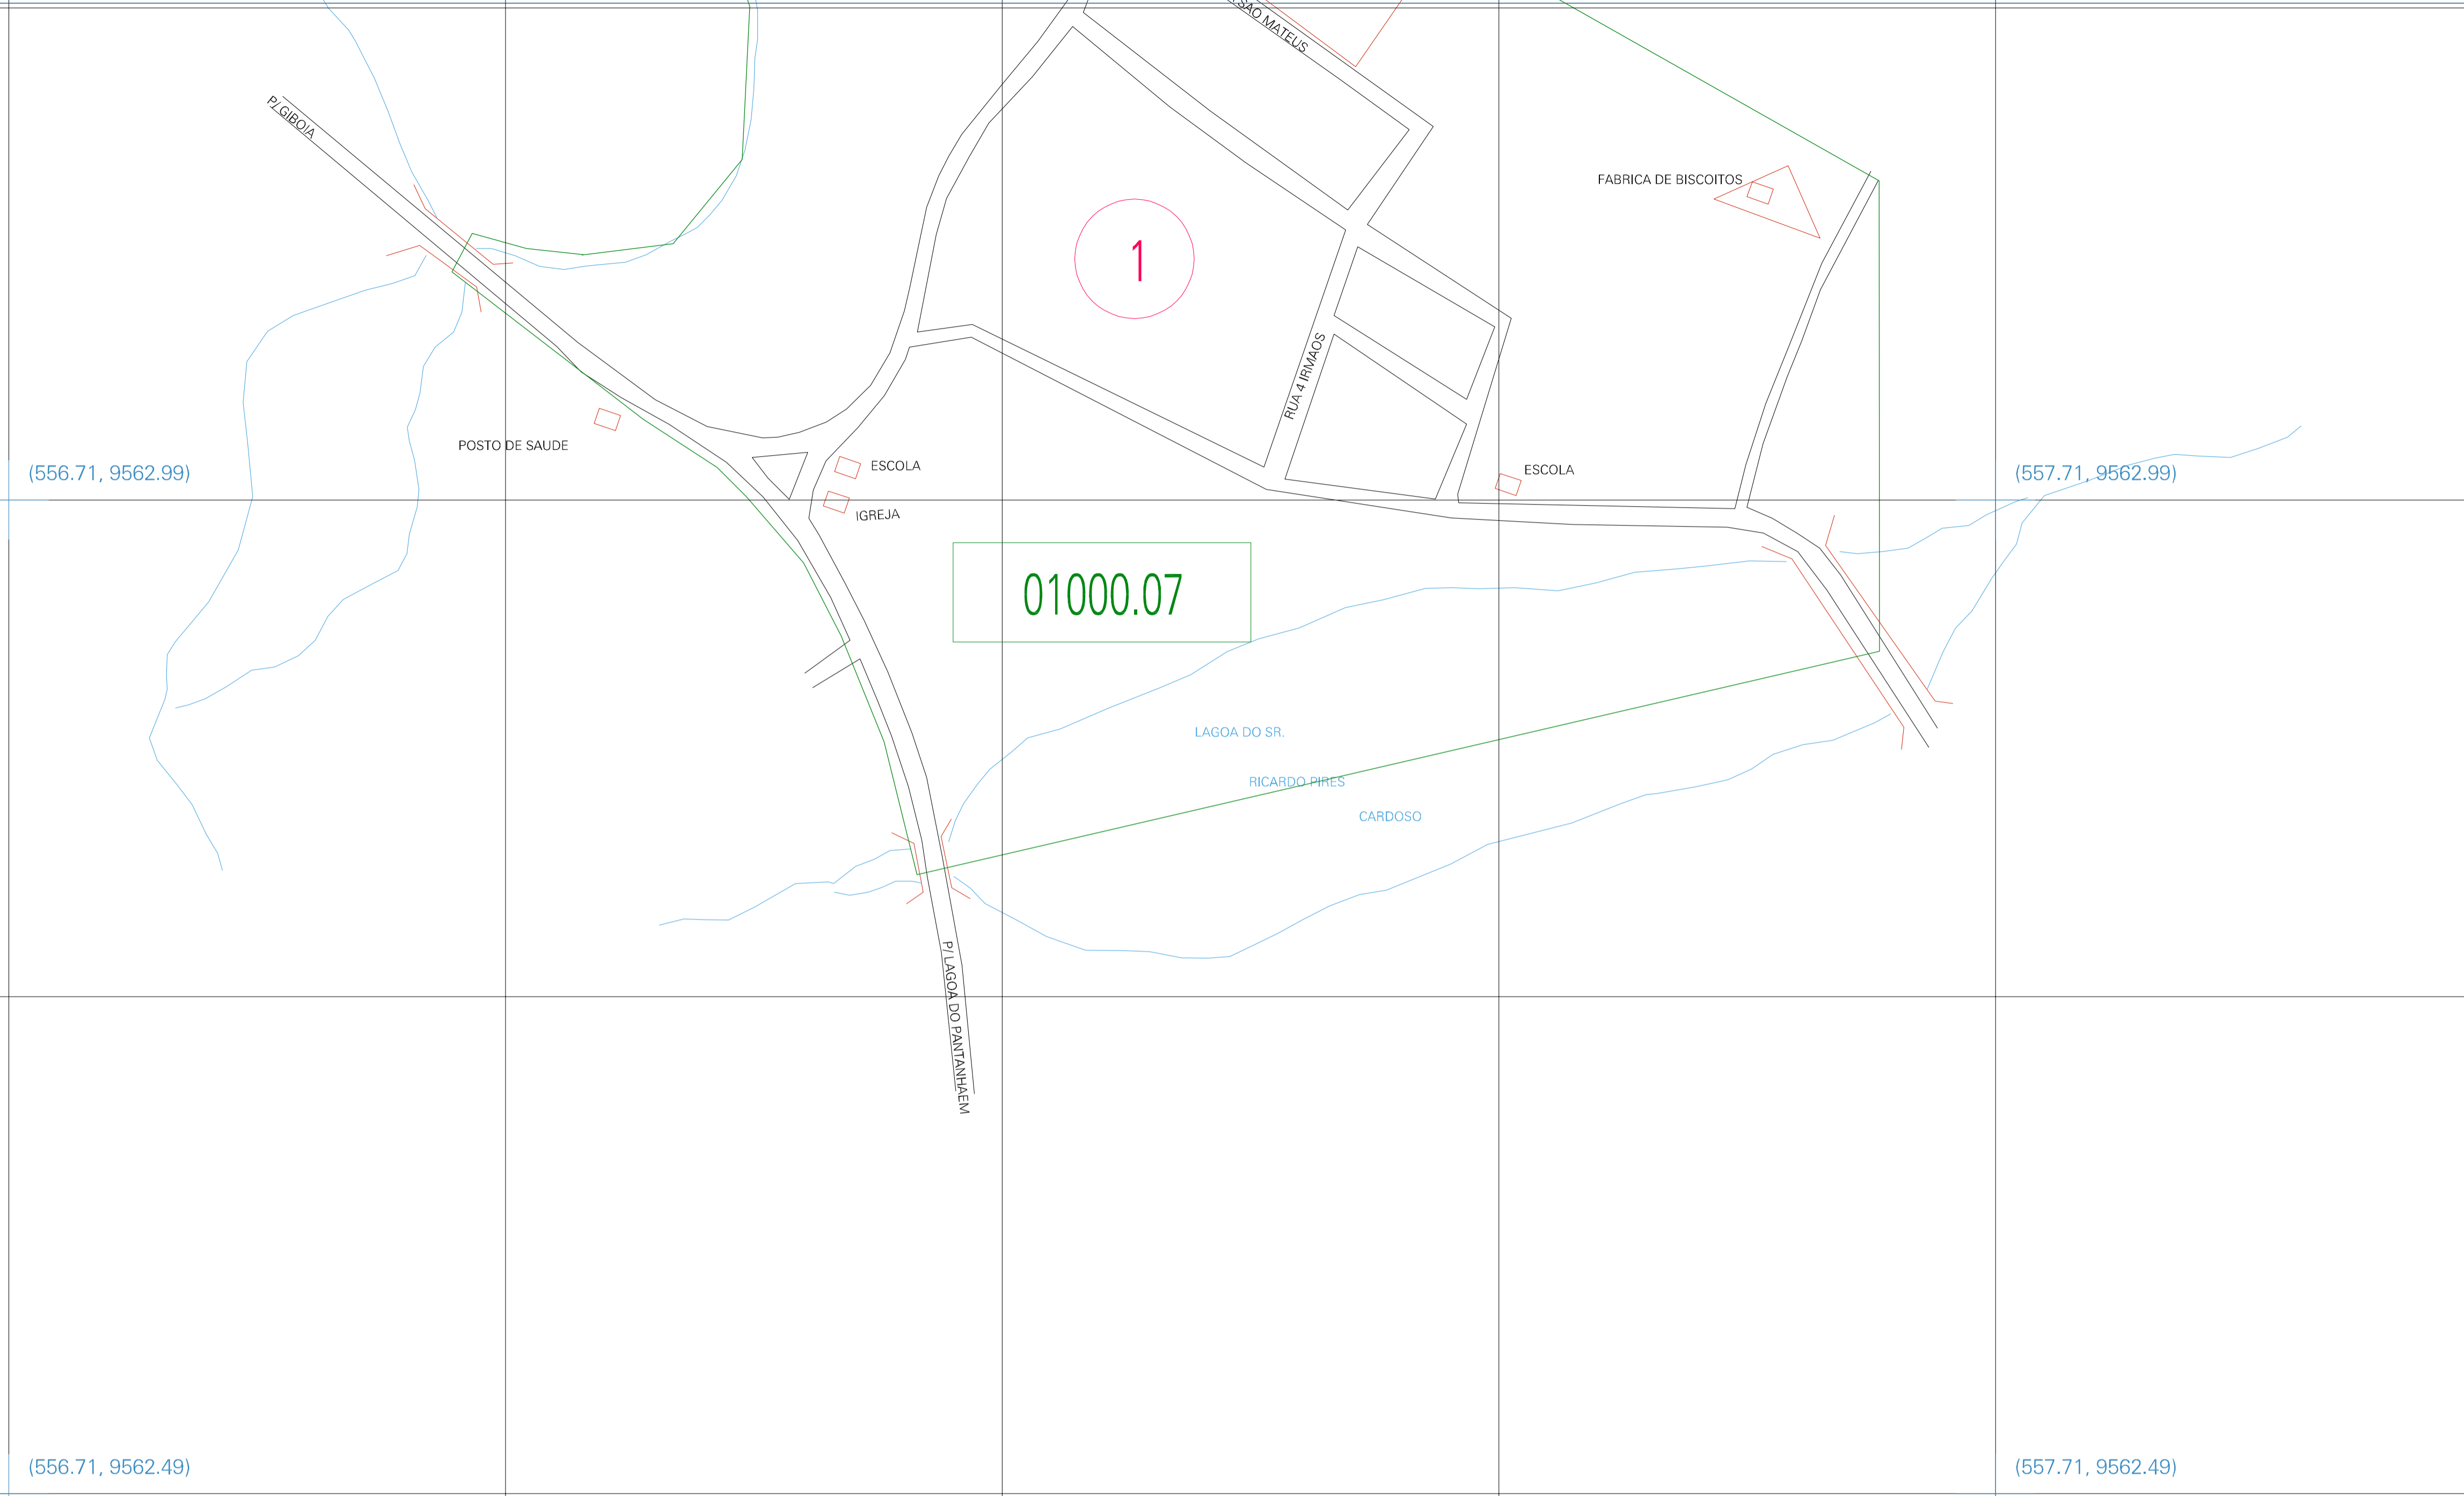 SAO MATEUS
P/ GIBOIA
FABRICA DE BISCOITOS
1
RUA 4 IRMAOS
POSTO DE SAUDE
ESCOLA
ESCOLA
(556.71, 9562.99)
(557.71, 9562.99)
IGREJA
01000.07
LAGOA DO SR.
RICARDO PIRES
CARDOSO
P/ LAGOA DO PANTANHAEM
(556.71, 9562.49)
(557.71, 9562.49)